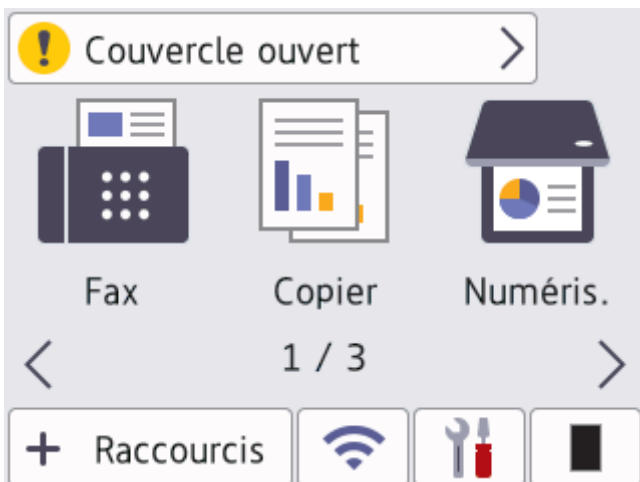 Couvercle ouvert
Fax
Copier
Numéris.
1 / 3
Raccourcis